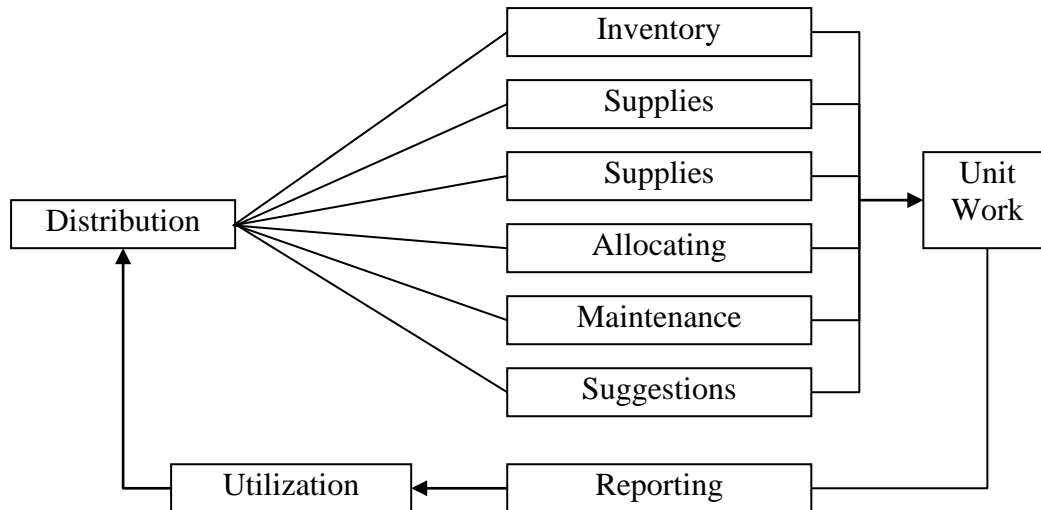 Inventory
Supplies
Supplies
Unit
Work
Distribution
Allocating
Maintenance
Suggestions
Utilization
Reporting